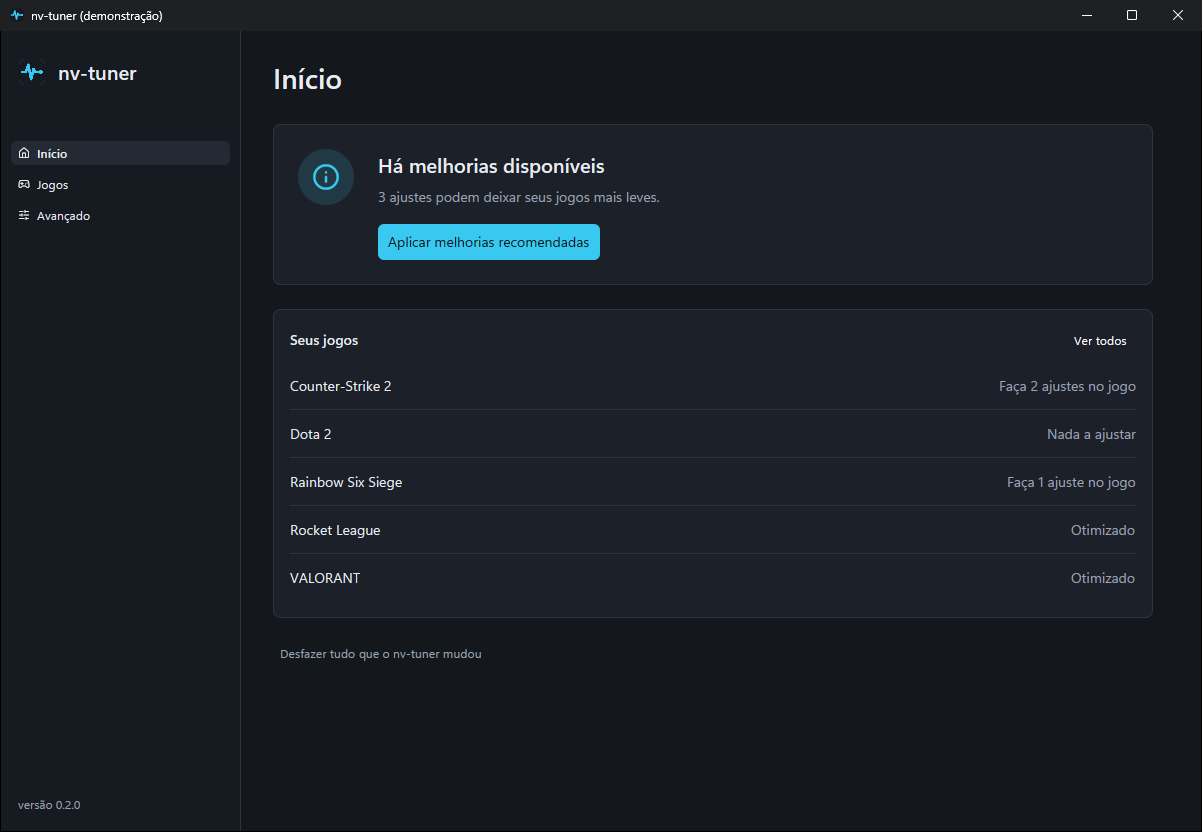 nv-tuner (demonstração)
nv-tuner
Início
Jogos
Avançado
versão 0.2.0
Início
Há melhorias disponíveis
3 ajustes podem deixar seus jogos mais leves.
Aplicar melhorias recomendadas
Seus jogos
Ver todos
Counter-Strike 2
Faça 2 ajustes no jogo
Dota 2
Nada a ajustar
Rainbow Six Siege
Faça 1 ajuste no jogo
Rocket League
Otimizado
VALORANT
Otimizado
Desfazer tudo que o nv-tuner mudou